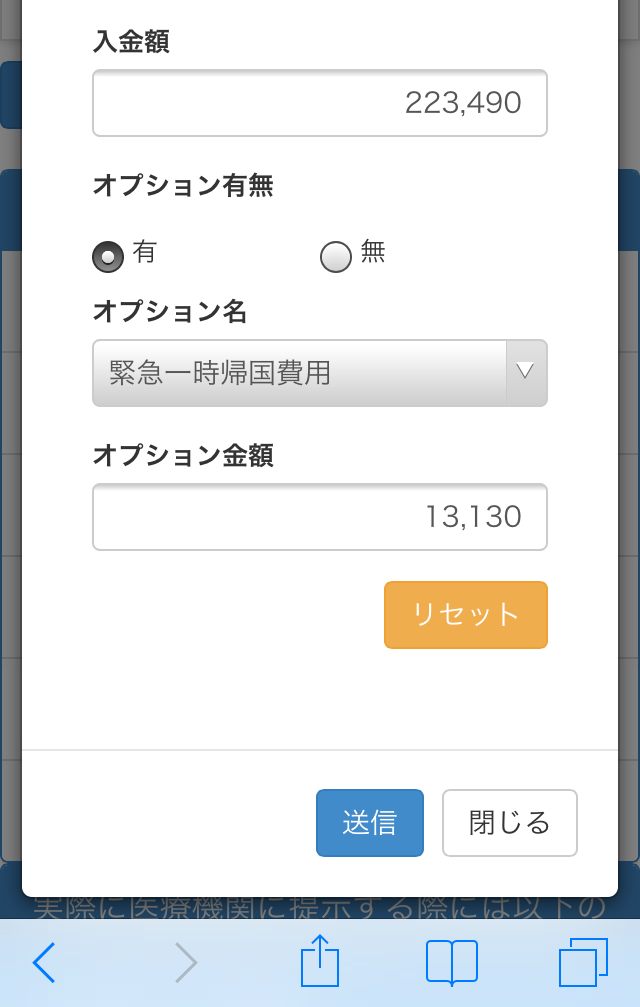 入金額
223,490
オプション有無
有 無
オプション名
緊急一時帰国費用
オプション金額
13,130
リセット
送信 閉じる
実際に医療機関に提示する際には以下の